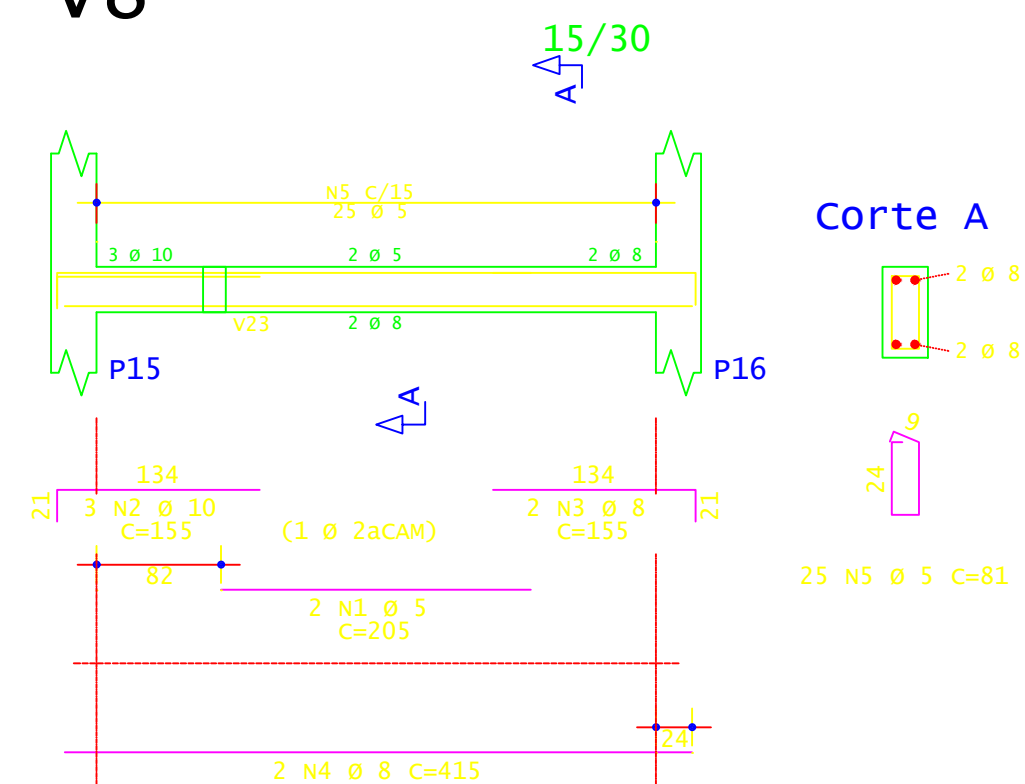 V8
15/30
A
N5 C/15
25 Ø 5
3 Ø 10
2 Ø 5
2 Ø 8
V23
2 Ø 8
P15
P16
A
Corte A
2 Ø 8
2 Ø 8
9
24
25 N5 Ø 5 C=81
134
21
3 N2 Ø 10
C=155
(1 Ø 2aCAM)
134
21
2 N3 Ø 8
C=155
82
2 N1 Ø 5
C=205
24
2 N4 Ø 8 C=415